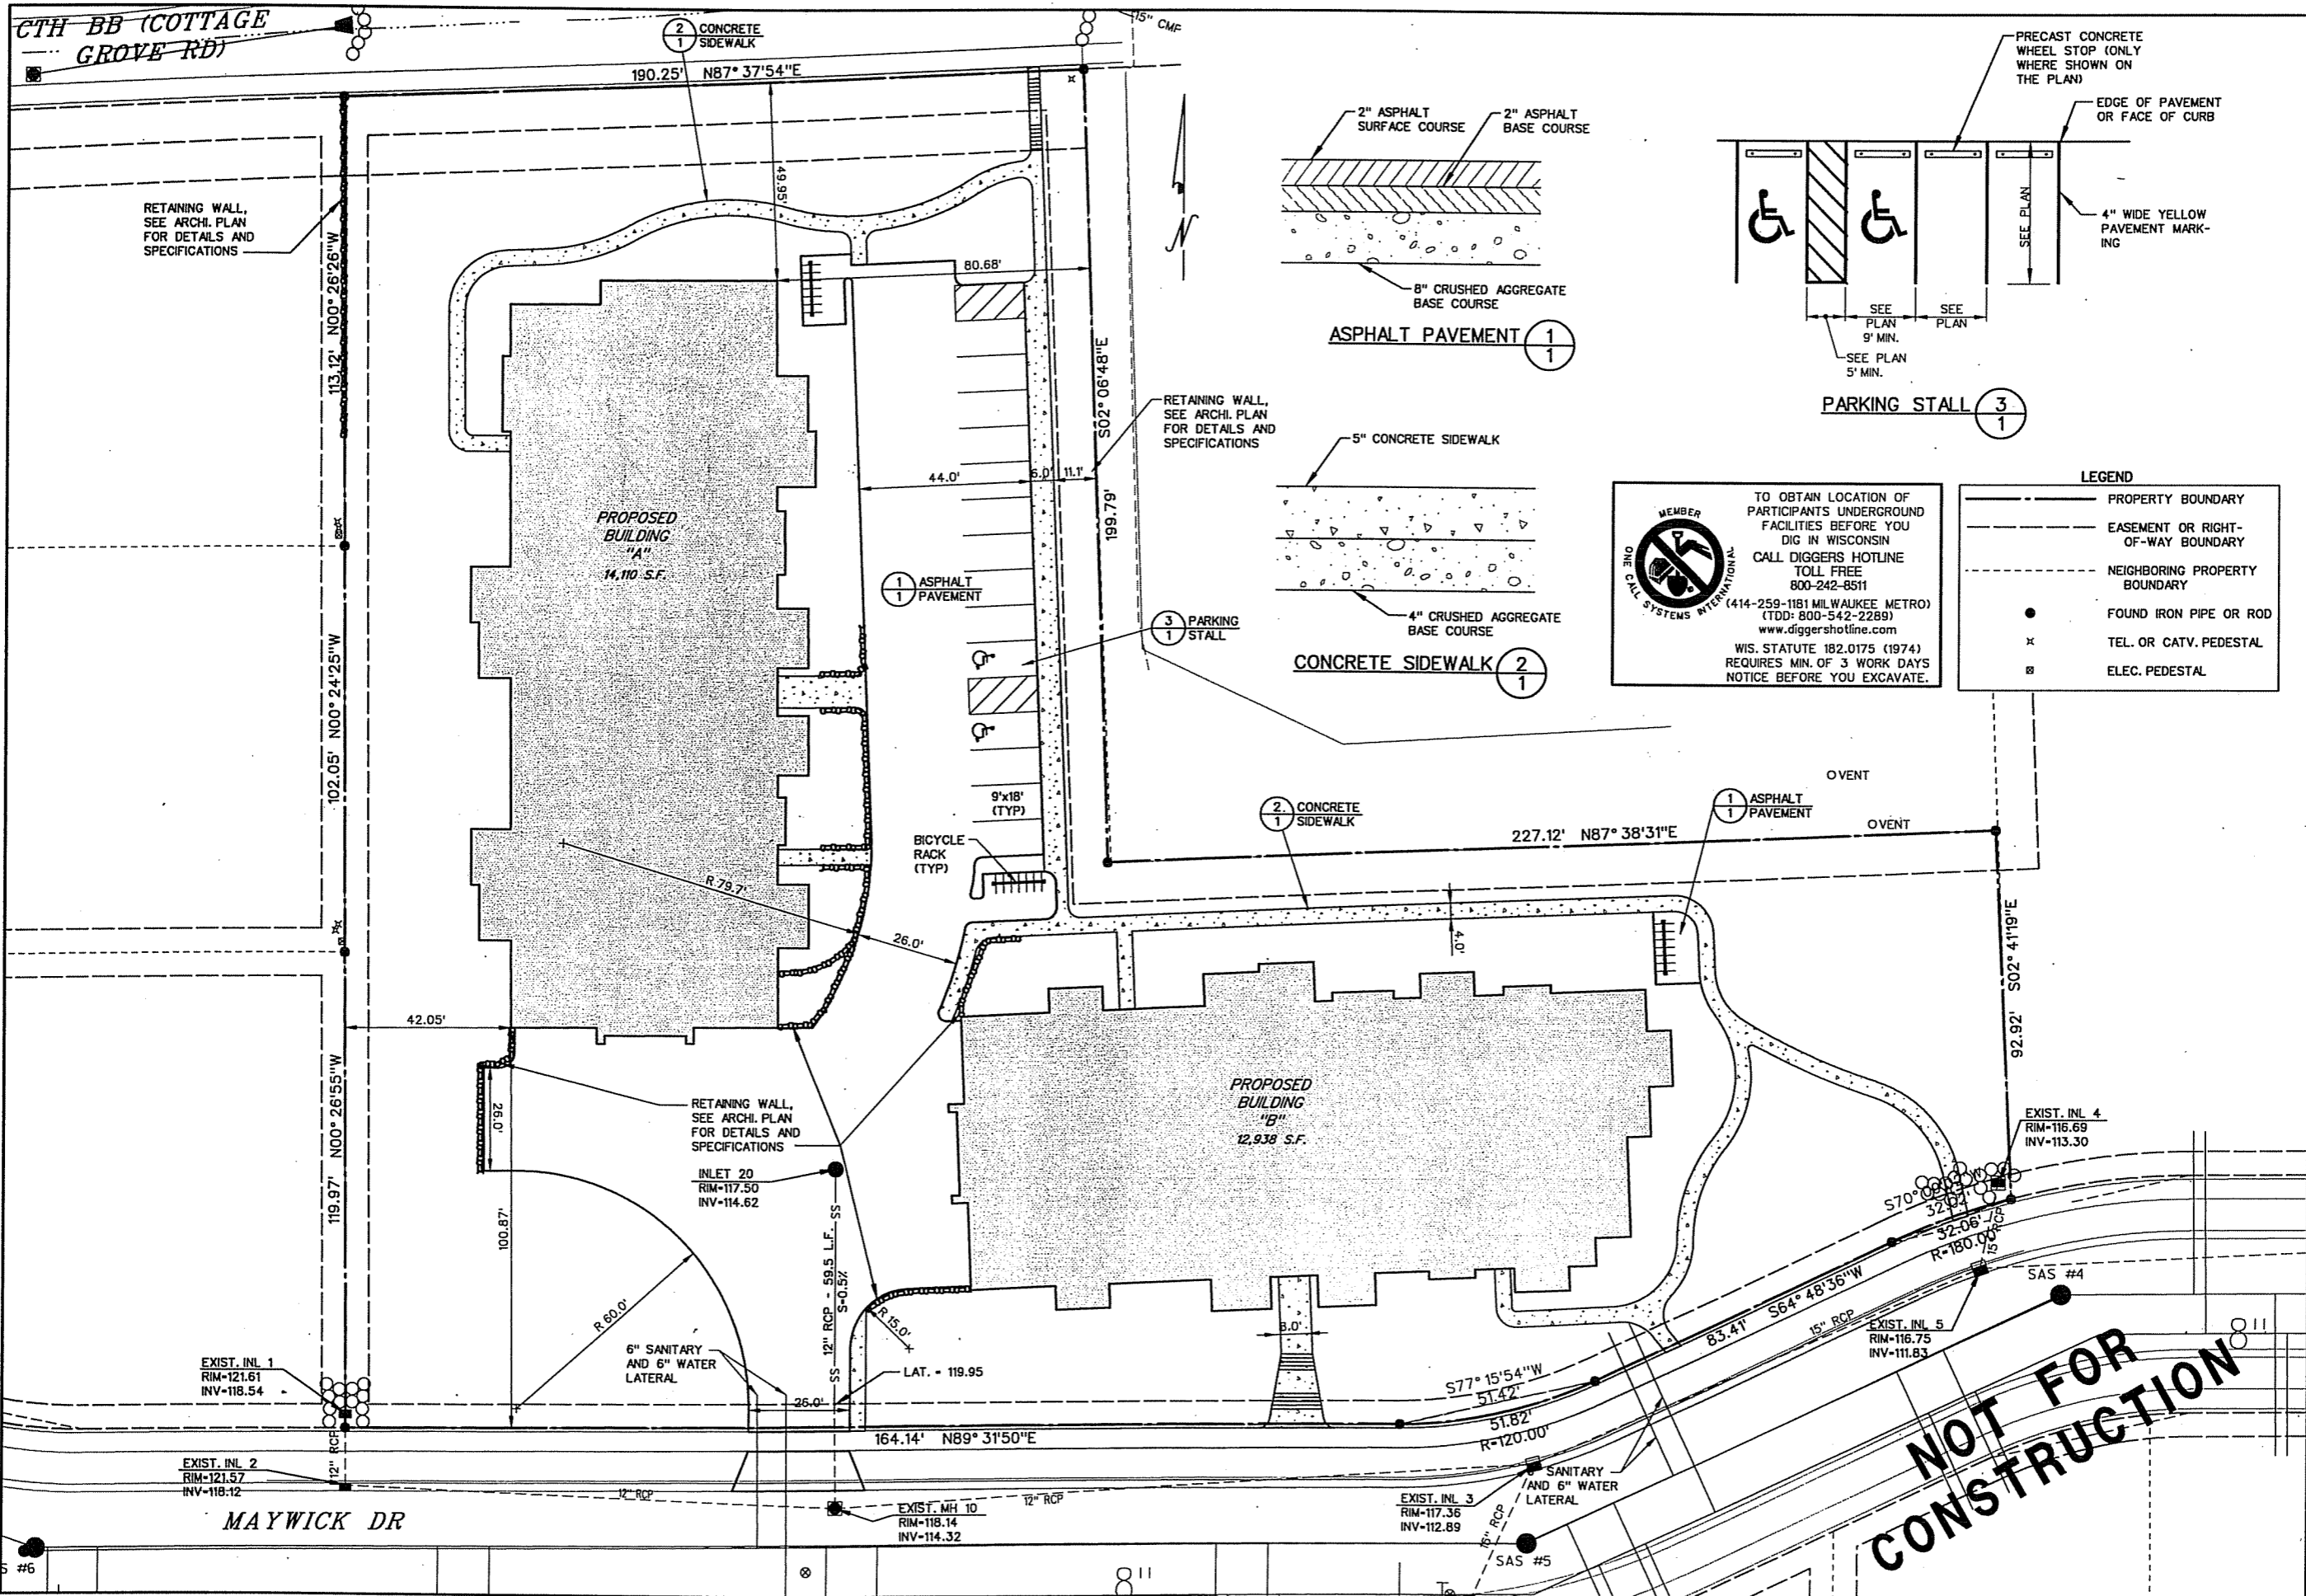 CTH BB (COTTAGE
GROVE RD)
2
1
CONCRETE
SIDEWALK
190.25' N87° 37'54"E
15" CMP
49.95'
RETAINING WALL,
SEE ARCHI. PLAN
FOR DETAILS AND
SPECIFICATIONS
113.12' N00° 26'26"W
80.68'
N
2" ASPHALT
SURFACE COURSE
2" ASPHALT
BASE COURSE
8" CRUSHED AGGREGATE
BASE COURSE
ASPHALT PAVEMENT
1
1
PRECAST CONCRETE
WHEEL STOP (ONLY
WHERE SHOWN ON
THE PLAN)
EDGE OF PAVEMENT
OR FACE OF CURB
SEE PLAN
4" WIDE YELLOW
PAVEMENT MARK-
ING
SEE
PLAN
9' MIN.
SEE
PLAN
SEE PLAN
5' MIN.
PARKING STALL
3
1
S02° 06'48"E
199.79'
RETAINING WALL,
SEE ARCHI. PLAN
FOR DETAILS AND
SPECIFICATIONS
44.0'
6.0'
11.1'
5" CONCRETE SIDEWALK
4" CRUSHED AGGREGATE
BASE COURSE
CONCRETE SIDEWALK
2
1
MEMBER
ONE CALL SYSTEMS INTERNATIONAL
TO OBTAIN LOCATION OF
PARTICIPANTS UNDERGROUND
FACILITIES BEFORE YOU
DIG IN WISCONSIN
CALL DIGGERS HOTLINE
TOLL FREE
800-242-8511
(414-259-1181 MILWAUKEE METRO)
(TDD: 800-542-2289)
www.diggershotline.com
WIS. STATUTE 182.0175 (1974)
REQUIRES MIN. OF 3 WORK DAYS
NOTICE BEFORE YOU EXCAVATE.
LEGEND
PROPERTY BOUNDARY
EASEMENT OR RIGHT-
OF-WAY BOUNDARY
NEIGHBORING PROPERTY
BOUNDARY
FOUND IRON PIPE OR ROD
TEL. OR CATV. PEDESTAL
ELEC. PEDESTAL
PROPOSED
BUILDING
"A"
14,110 S.F.
1
1
ASPHALT
PAVEMENT
3
1
PARKING
STALL
102.05' N00° 24'25"W
9'x18'
(TYP)
BICYCLE
RACK
(TYP)
R 79.7'
26.0'
2.
1
CONCRETE
SIDEWALK
1
1
ASPHALT
PAVEMENT
O VENT
O VENT
227.12' N87° 38'31"E
4.0'
92.92' S02° 41'19"E
42.05'
119.97' N00° 26'55"W
26.0'
100.87'
RETAINING WALL,
SEE ARCHI. PLAN
FOR DETAILS AND
SPECIFICATIONS
INLET 20
RIM=117.50
INV=114.62
PROPOSED
BUILDING
"B"
12,938 S.F.
EXIST. INL 4
RIM=116.69
INV=113.30
32.02'
32.06'
R=180.00'
15" RCP
SS
12" RCP - 59.5 L.F.
S=0.5%
SS
R 60.0'
R 15.0'
6" SANITARY
AND 6" WATER
LATERAL
LAT. = 119.95
26.0'
8.0'
S64° 48'36"W
83.41'
15" RCP
SAS #4
EXIST. INL 5
RIM=116.75
INV=111.83
EXIST. INL 1
RIM=121.61
INV=118.54
S77° 15'54"W
51.42'
51.82'
R=120.00'
164.14' N89° 31'50"E
12" RCP
EXIST. INL 2
RIM=121.57
INV=118.12
12" RCP
12" RCP
EXIST. MH 10
RIM=118.14
INV=114.32
EXIST. INL 3
RIM=117.36
INV=112.89
SANITARY
AND 6" WATER
LATERAL
15" RCP
SAS #5
MAYWICK DR
S #6
NOT FOR
CONSTRUCTION